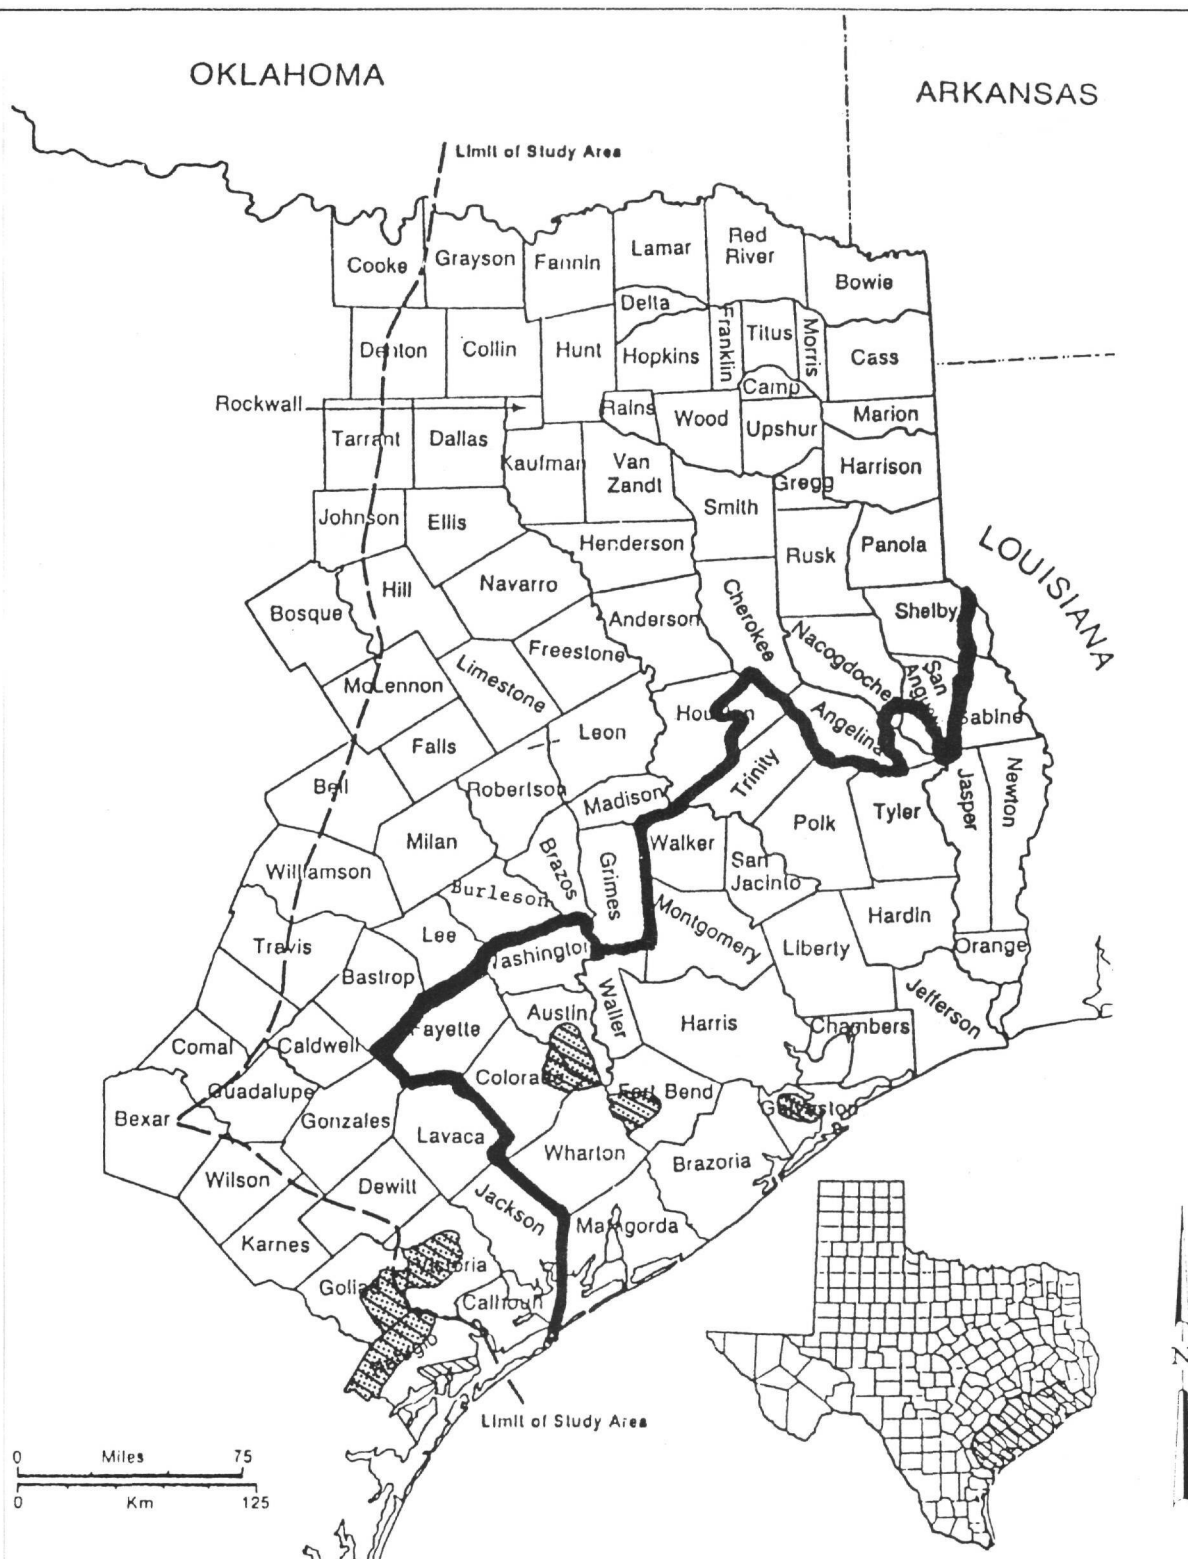 OKLAHOMA
ARKANSAS
Limit of Study Area
Cooke
Grayson
Fannin
Lamar
Red
River
Bowie
Delta
Denton
Collin
Hunt
Hopkins
Franklin
Titus
Morris
Cass
Camp
Rockwall
Rains
Wood
Upshur
Marion
Tarrant
Dallas
Kaufman
Van
Zandt
Gregg
Harrison
Smith
Johnson
Ellis
Henderson
Rusk
Panola
LOUISIANA
Bosque
Hill
Navarro
Anderson
Cherokee
Shelby
Freestone
Nacogdoche
San
McLennon
Limestone
Houston
Angelina
Sabine
Falls
Leon
Bell
Robertson
Madison
Trinity
Jasper
Newton
Milan
Polk
Tyler
Brazos
Grimes
Walker
San
Jacinto
Williamson
Burleson
Montgomery
Hardin
Travis
Lee
Washington
Liberty
Orange
Bastrop
Waller
Jefferson
Austin
Fayette
Harris
Chambers
Comal
Caldwell
Colorado
Guadalupe
Fort Bend
Galveston
Bexar
Gonzales
Lavaca
Wharton
Brazoria
Wilson
Dewitt
Jackson
Matagorda
Karnes
Victoria
Goliad
Calhoun
Limit of Study Area
0 Miles 75
0 Km 125
N